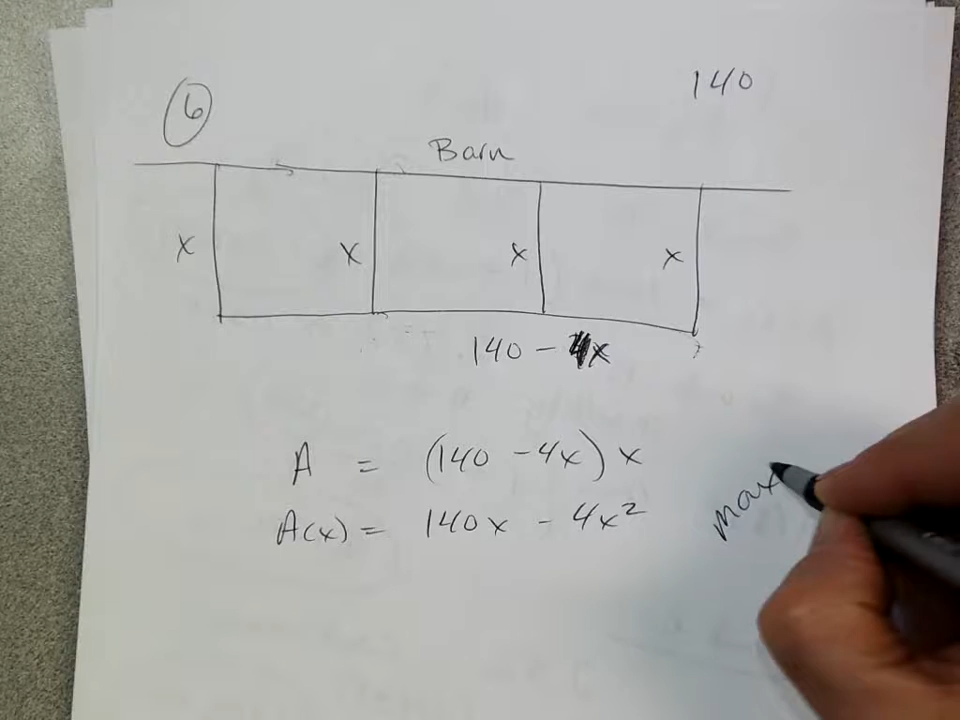 6
140
Barn
x x x x
140 - 4x
A = (140 - 4x) x
A(x) = 140x - 4x²
max